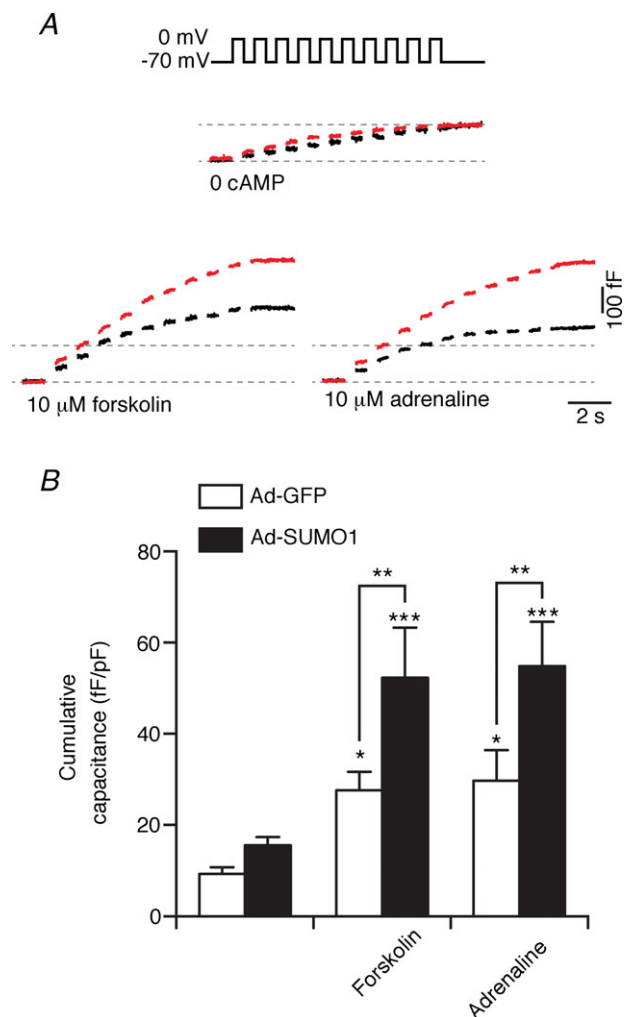 A
0 mV
-70 mV
0 cAMP
100 fF
10 μM forskolin
10 μM adrenaline
2 s
B
Ad-GFP
Ad-SUMO1
Cumulative
capacitance (fF/pF)
80
60
40
20
0
**
***
*
**
***
*
Forskolin
Adrenaline